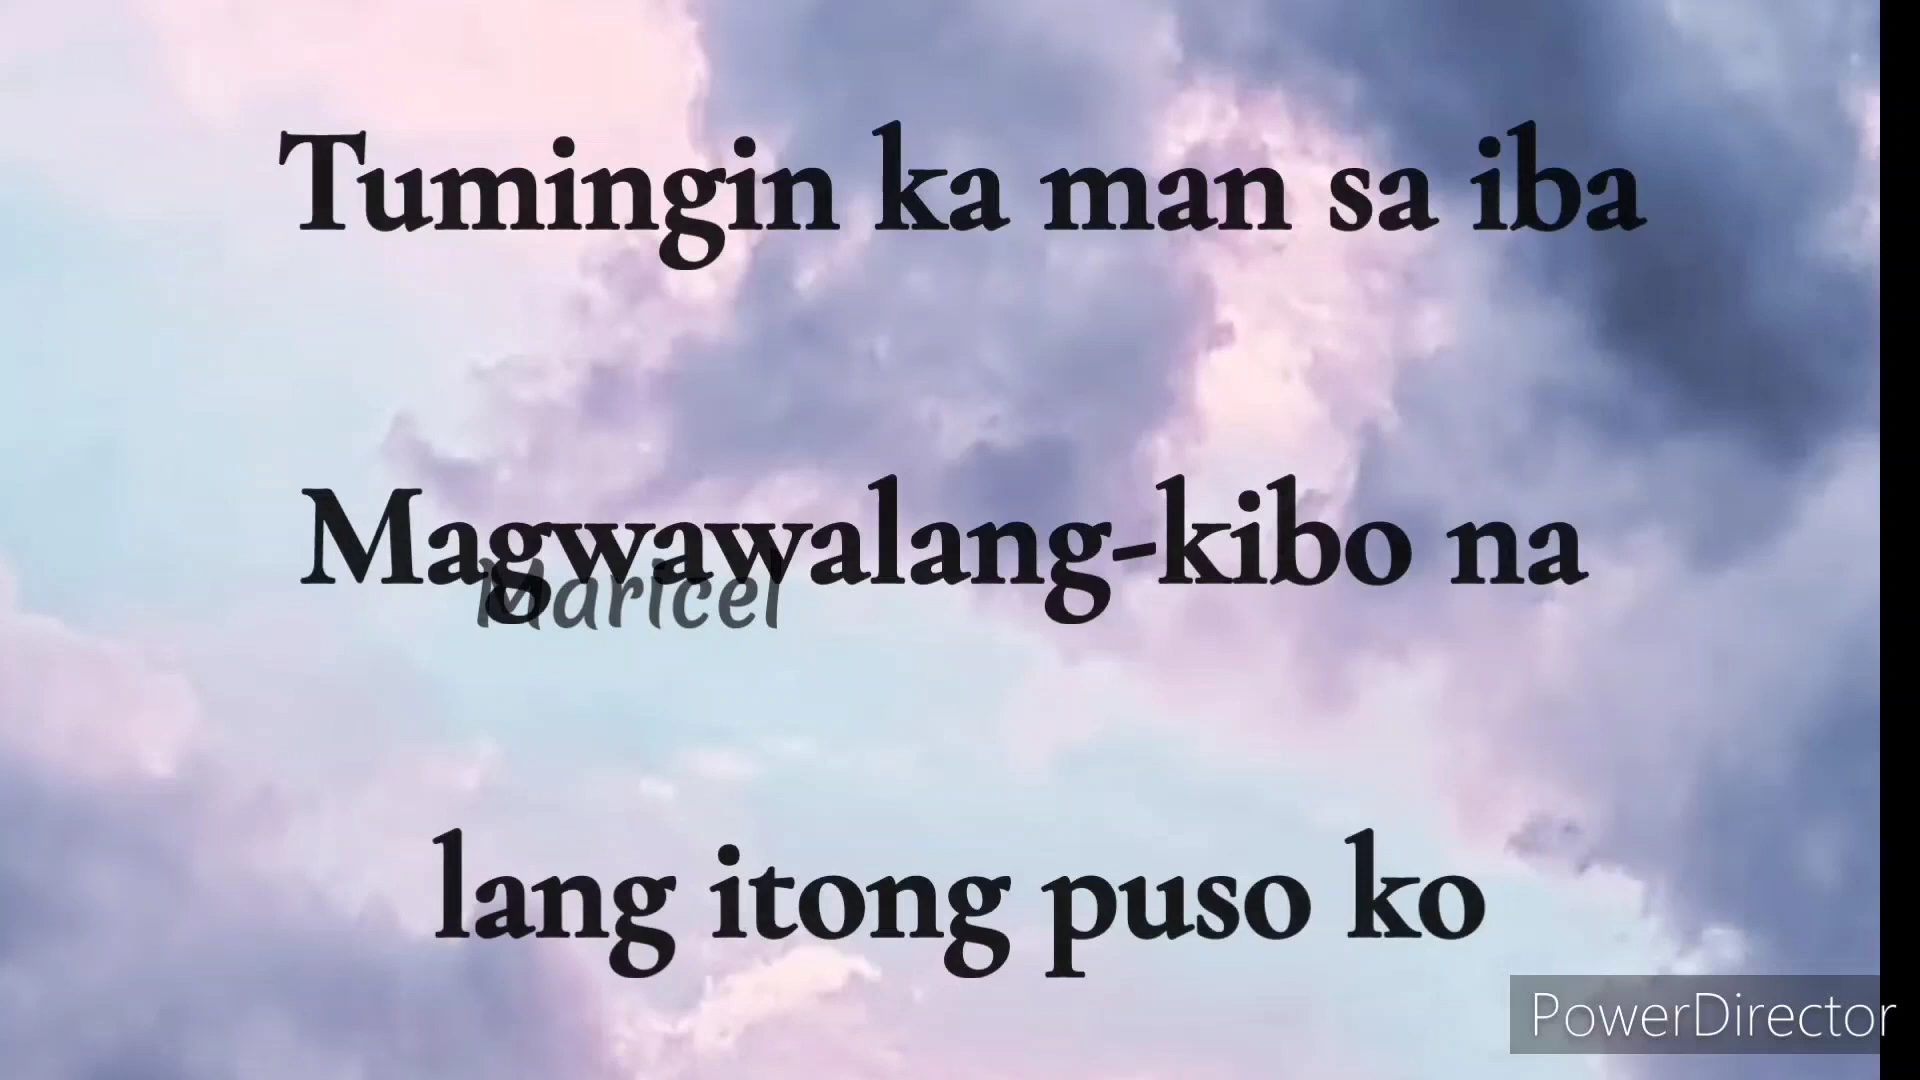 Tumingin ka man sa iba
Magwawalang-kibo na
Maricel
lang itong puso ko
PowerDirector